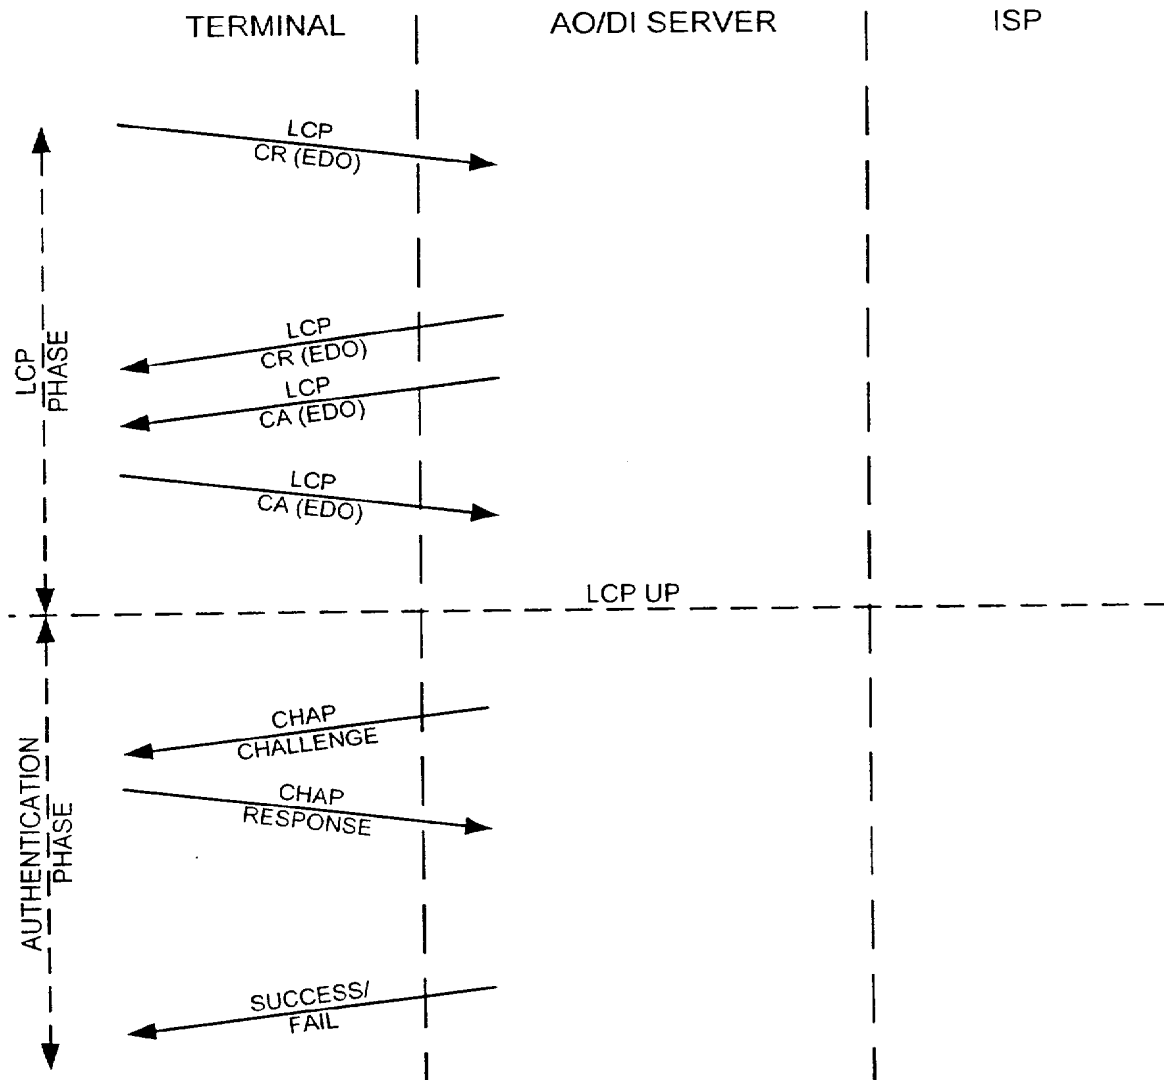 TERMINAL
AO/DI SERVER
ISP
LCP
CR (EDO)
LCP
CR (EDO)
LCP
CA (EDO)
LCP
CA (EDO)
LCP
PHASE
LCP UP
CHAP
CHALLENGE
CHAP
RESPONSE
AUTHENTICATION
PHASE
SUCCESS/
FAIL